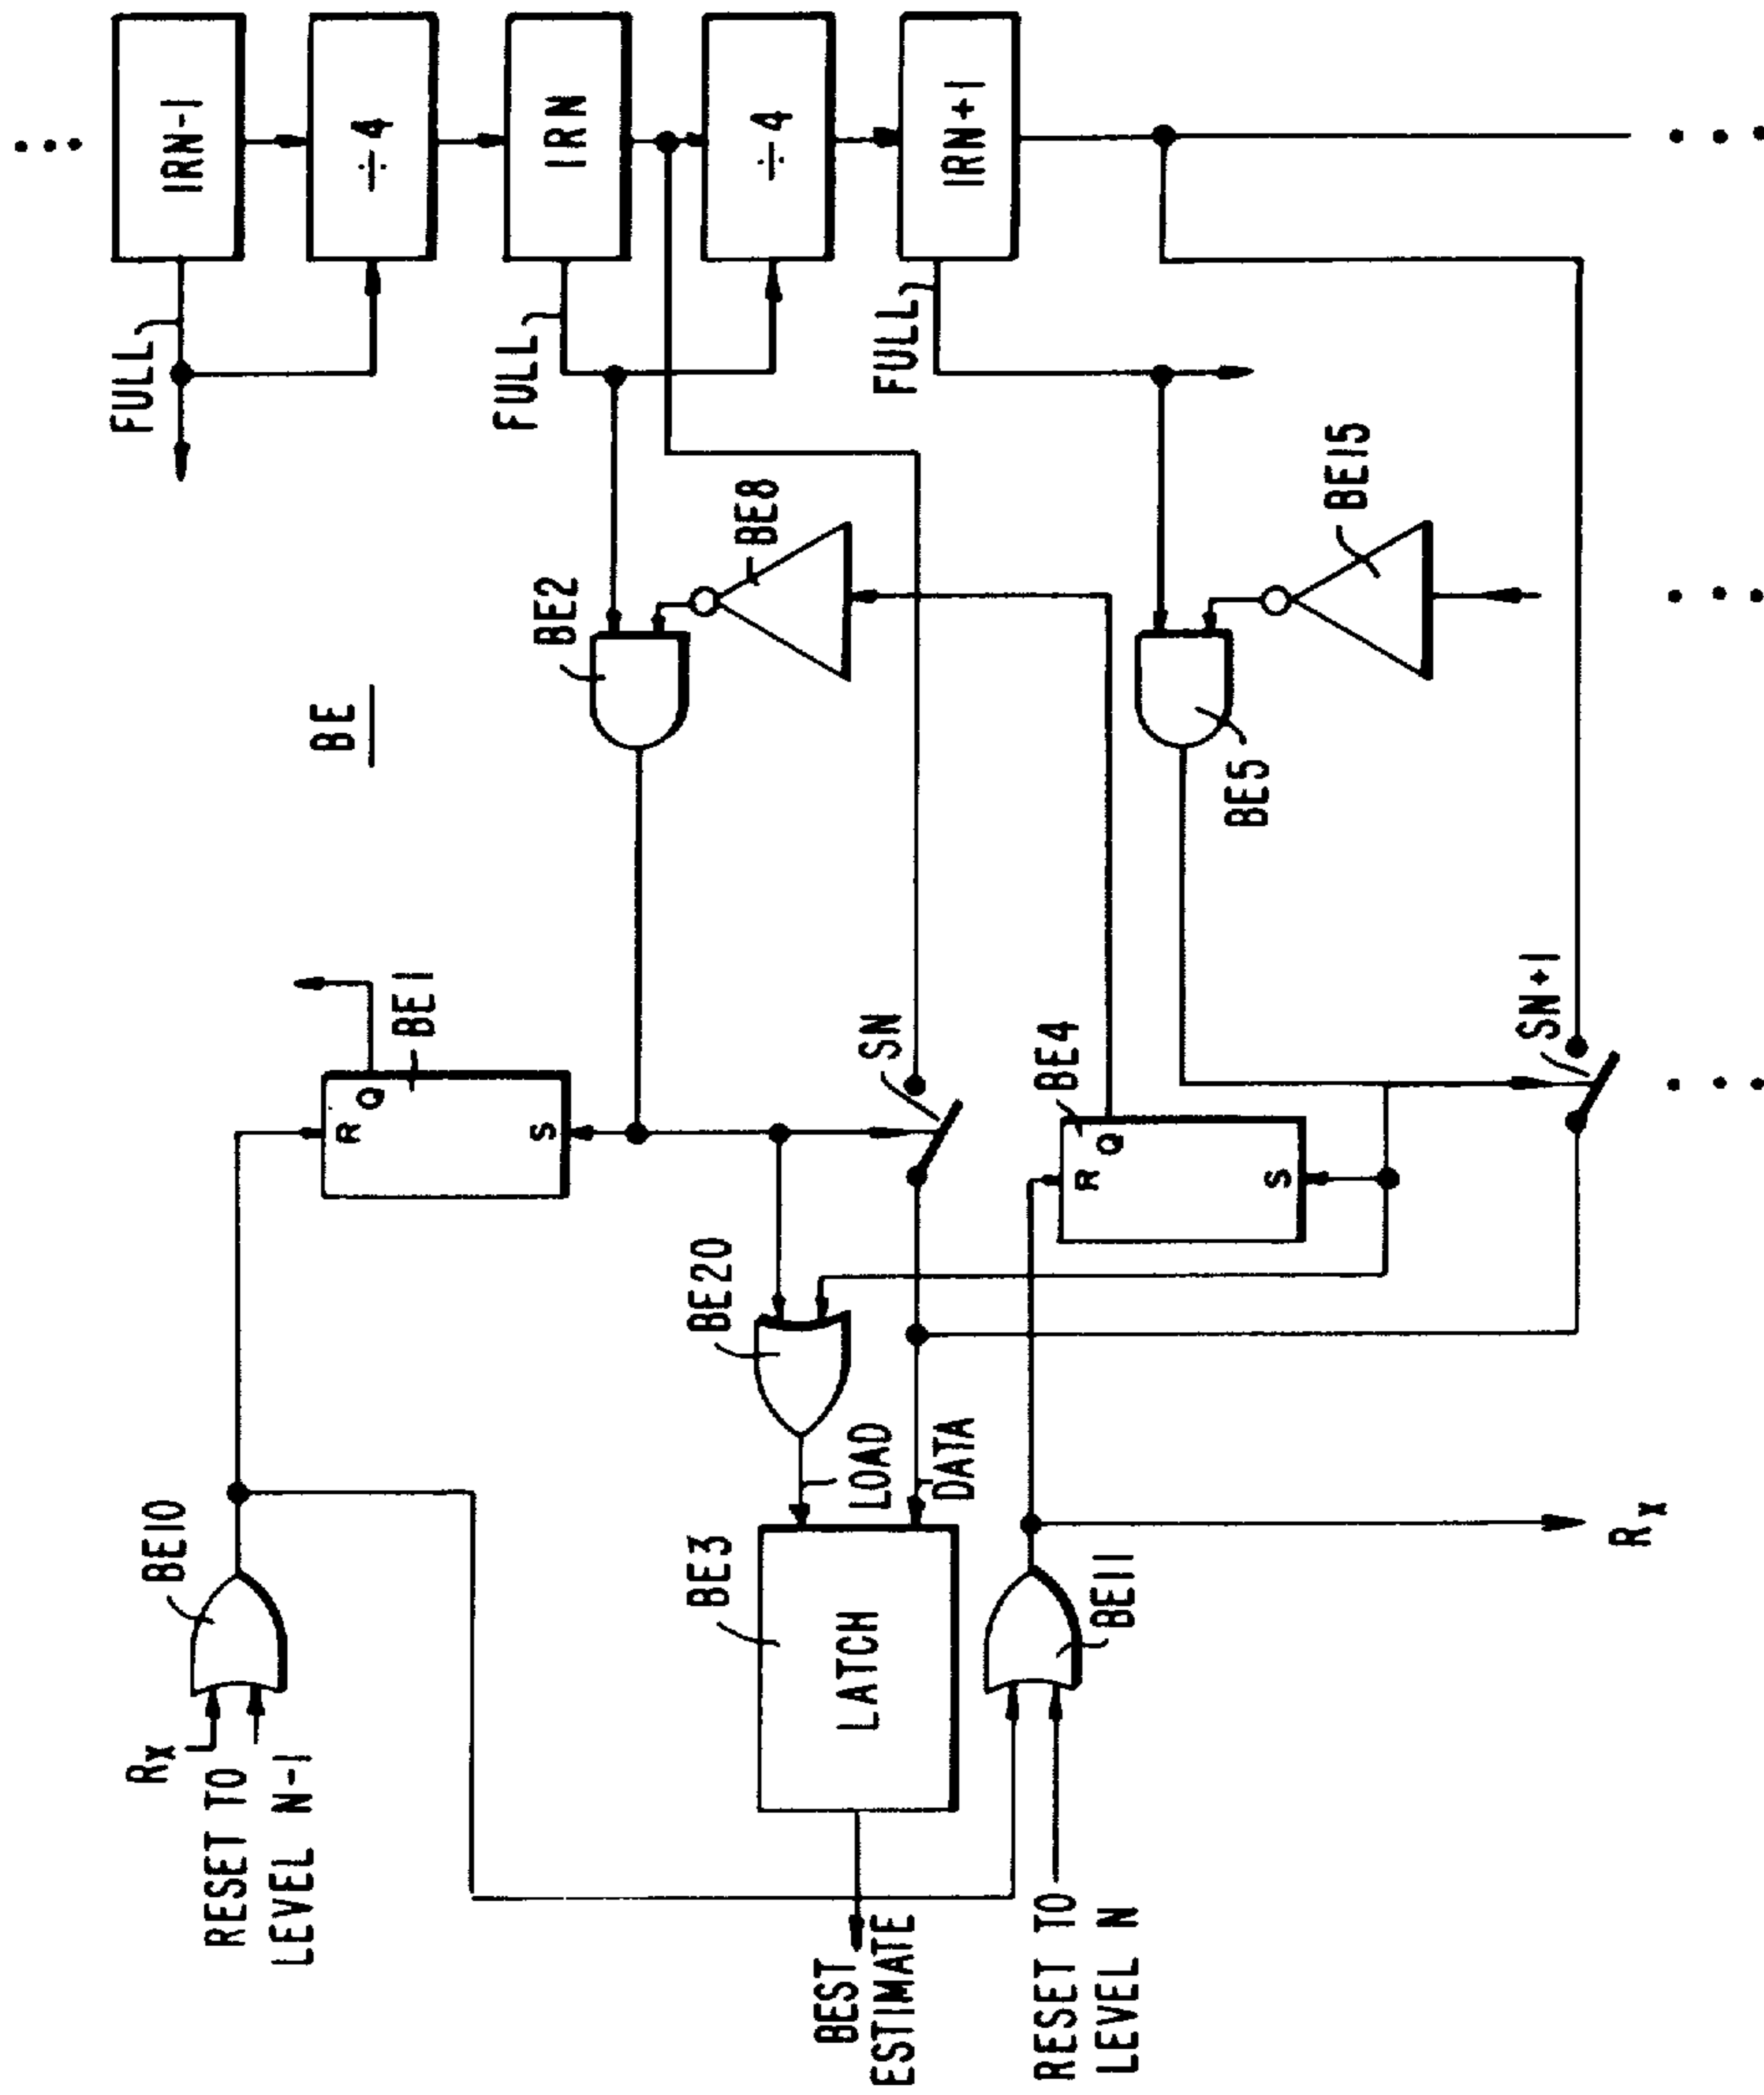 IRN-1
÷4
IRN
÷4
IRN+1
FULL
FULL
FULL
BE
BE2
BE8
BE5
BE15
BE1
R
Q
S
SN
BE4
R
Q
S
SN+1
BE20
BE10
BE3
LATCH
LOAD
DATA
BE11
Rx
Rx
RESET TO
LEVEL N-1
BEST
ESTIMATE
RESET TO
LEVEL N